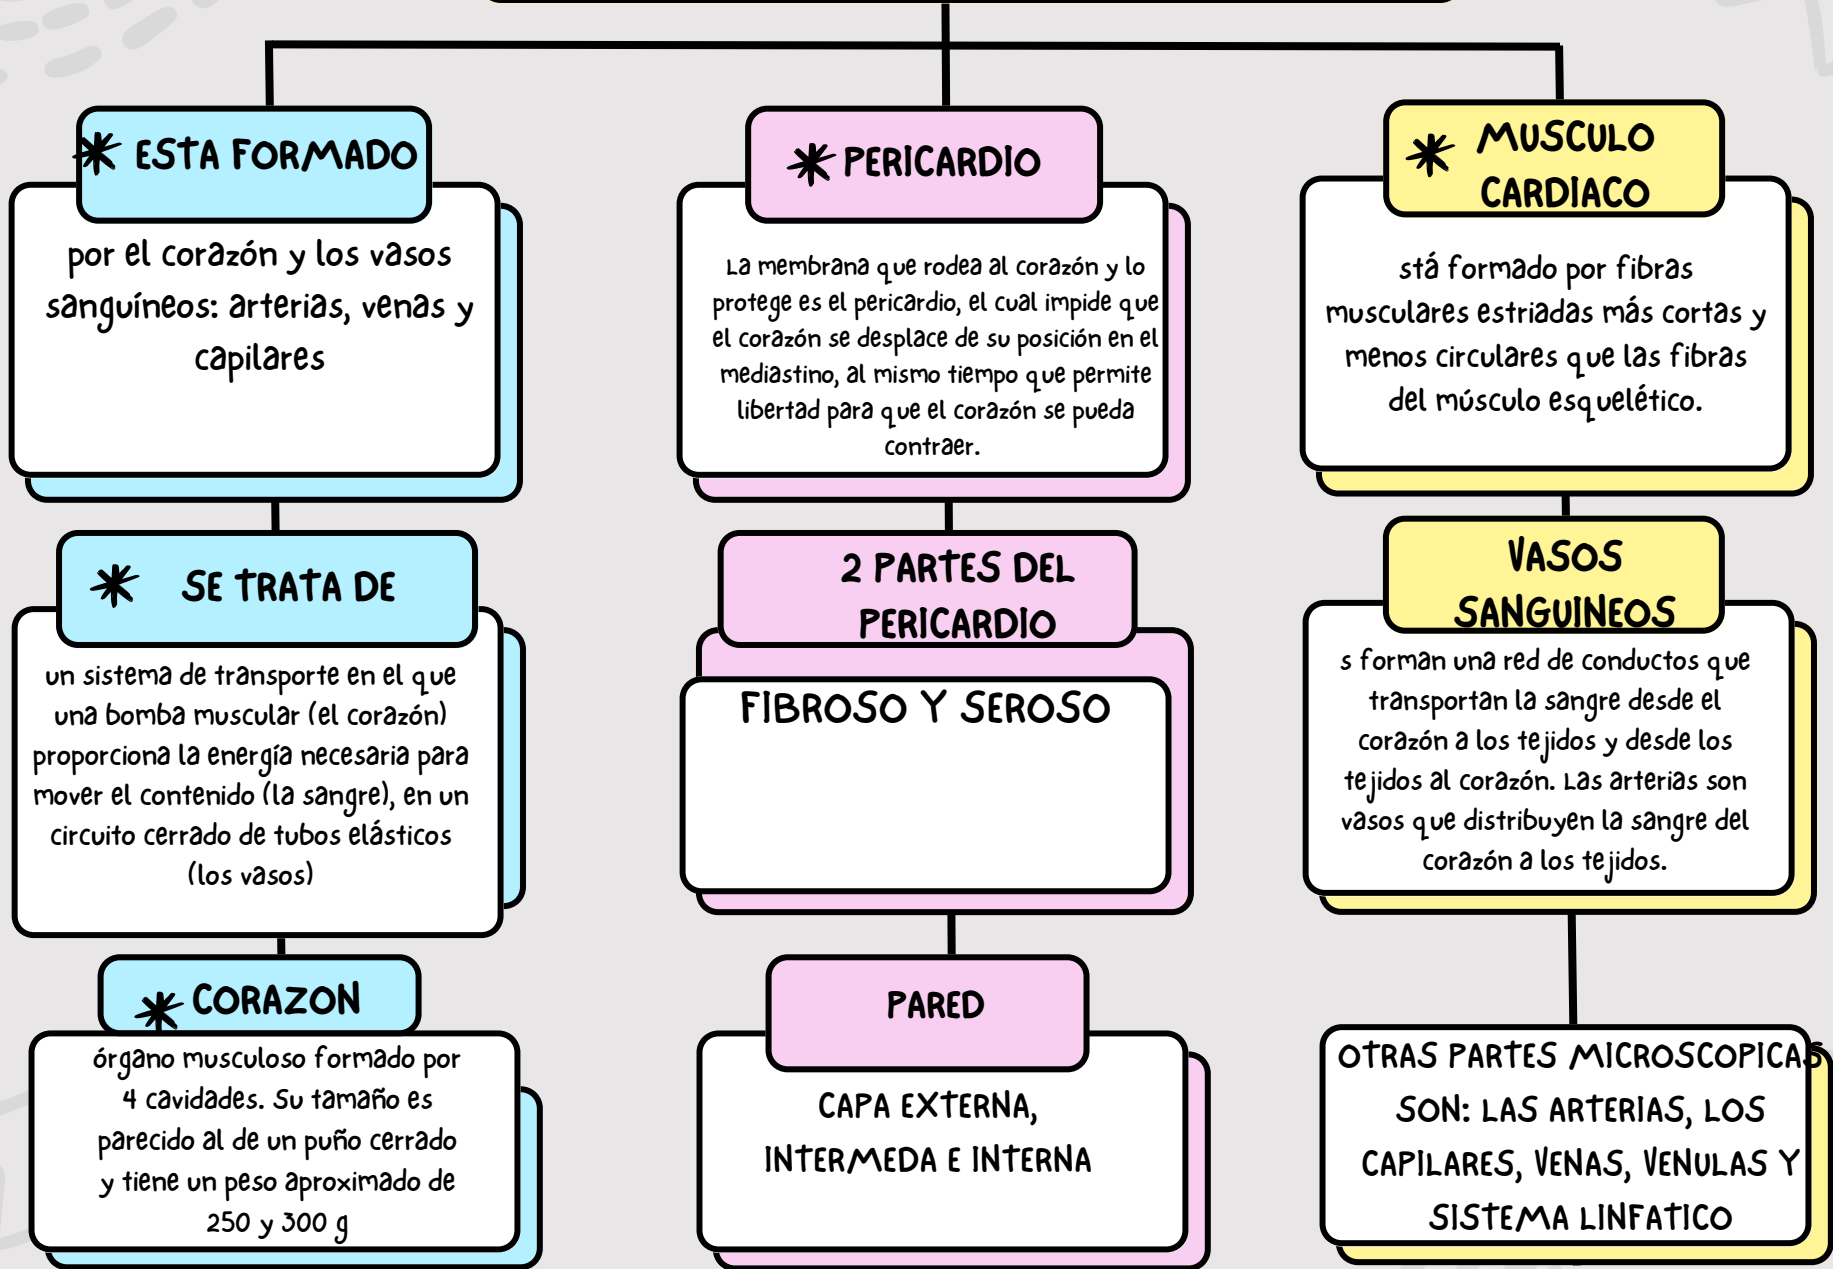 ESTA FORMADO
por el corazón y los vasos
sanguíneos: arterias, venas y
capilares
SE TRATA DE
un sistema de transporte en el que
una bomba muscular (el corazón)
proporciona la energía necesaria para
mover el contenido (la sangre), en un
circuito cerrado de tubos elásticos
(los vasos)
CORAZON
órgano musculoso formado por
4 cavidades. Su tamaño es
parecido al de un puño cerrado
y tiene un peso aproximado de
250 y 300 g
PERICARDIO
La membrana que rodea al corazón y lo
protege es el pericardio, el cual impide que
el corazón se desplace de su posición en el
mediastino, al mismo tiempo que permite
libertad para que el corazón se pueda
contraer.
2 PARTES DEL
PERICARDIO
FIBROSO Y SEROSO
PARED
CAPA EXTERNA,
INTERMEDA E INTERNA
MUSCULO
CARDIACO
stá formado por fibras
musculares estriadas más cortas y
menos circulares que las fibras
del músculo esquelético.
VASOS
SANGUINEOS
s forman una red de conductos que
transportan la sangre desde el
corazón a los tejidos y desde los
tejidos al corazón. Las arterias son
vasos que distribuyen la sangre del
corazón a los tejidos.
OTRAS PARTES MICROSCOPICAS
SON: LAS ARTERIAS, LOS
CAPILARES, VENAS, VENULAS Y
SISTEMA LINFATICO